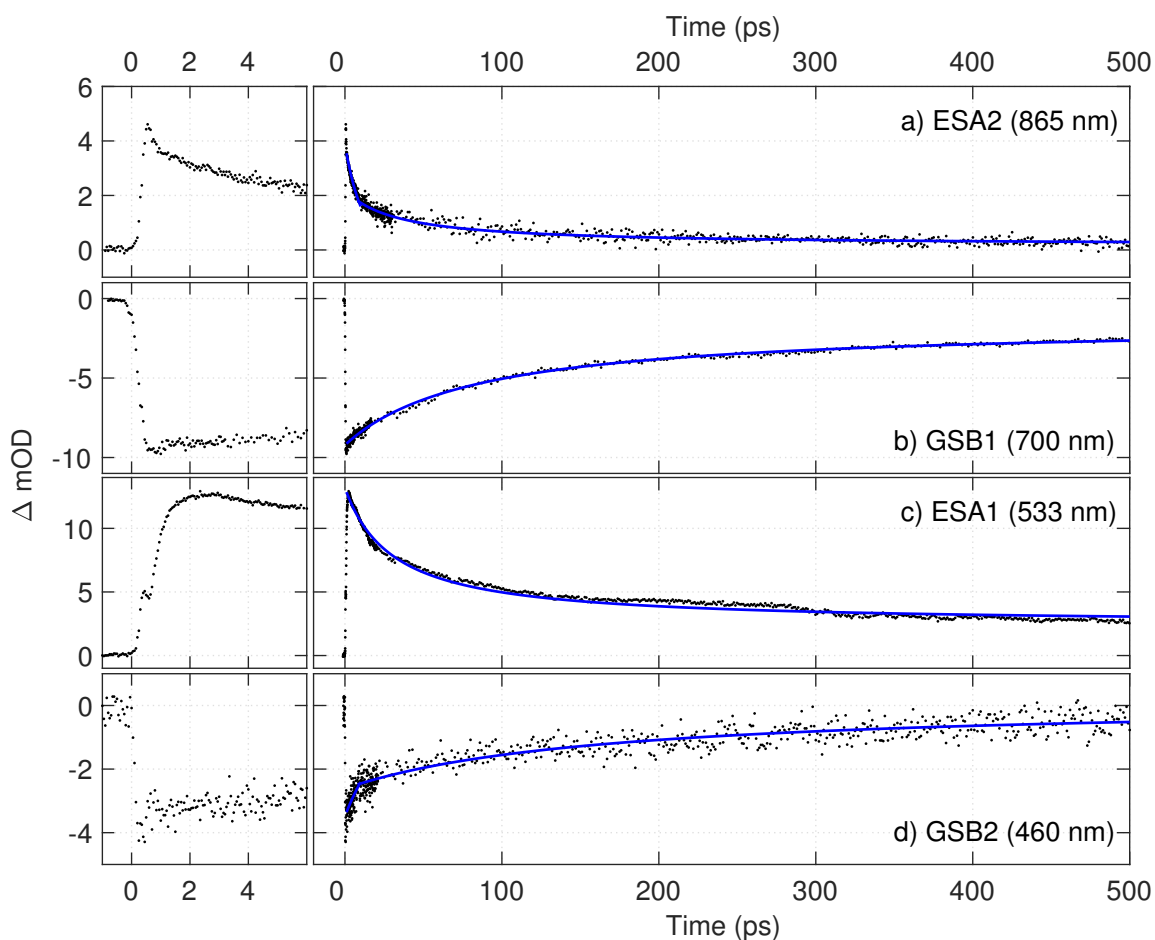 Time (ps)
0 2 4 0 100 200 300 400 500
Δ mOD
6
4
2
0
a) ESA2 (865 nm)
0
-5
-10
b) GSB1 (700 nm)
10
5
0
c) ESA1 (533 nm)
0
-2
-4
d) GSB2 (460 nm)
0 2 4 0 100 200 300 400 500
Time (ps)